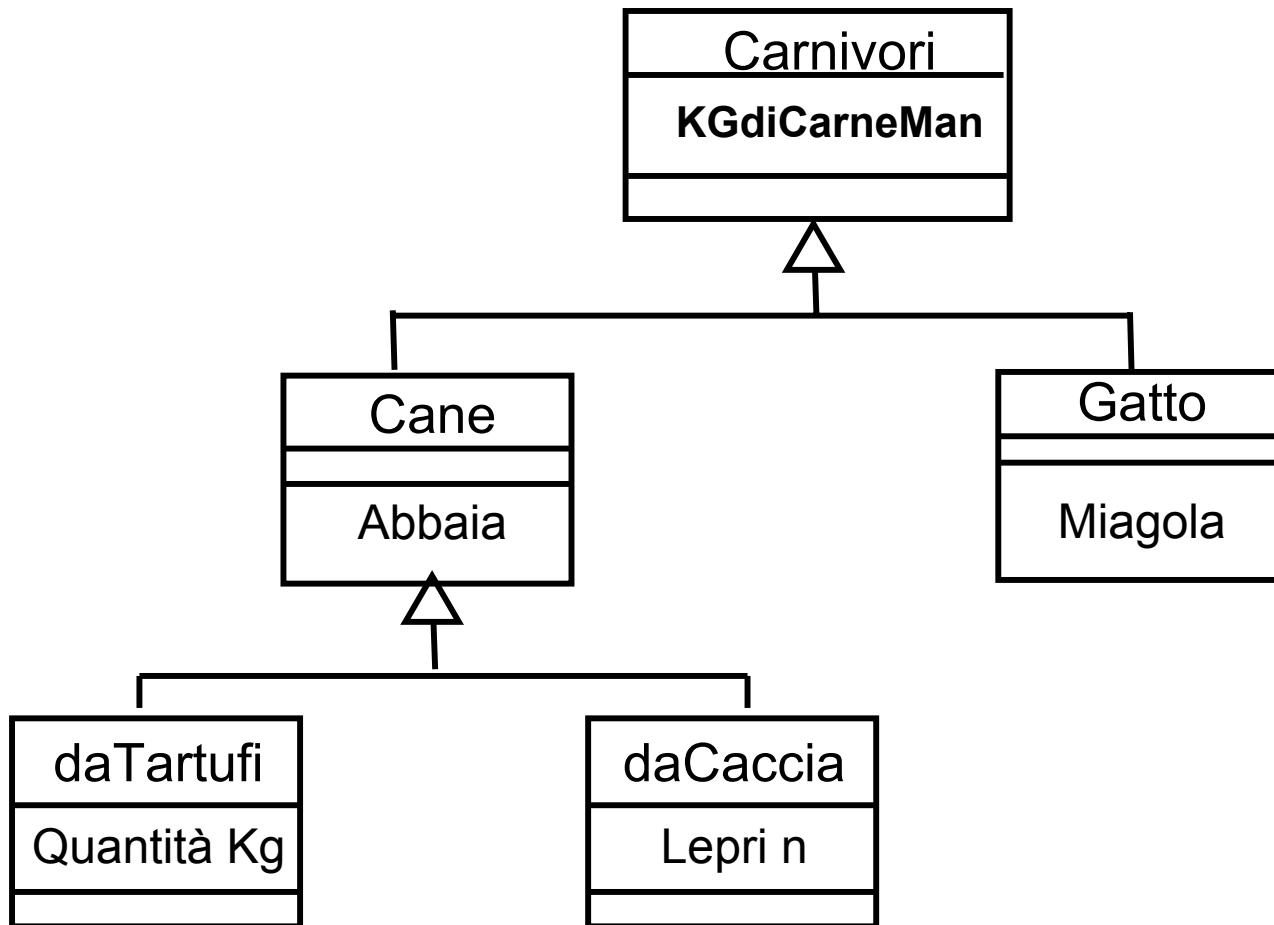 Carnivori
KGdiCarneMan
Cane
Abbaia
Gatto
Miagola
daTartufi
Quantità Kg
daCaccia
Lepri n